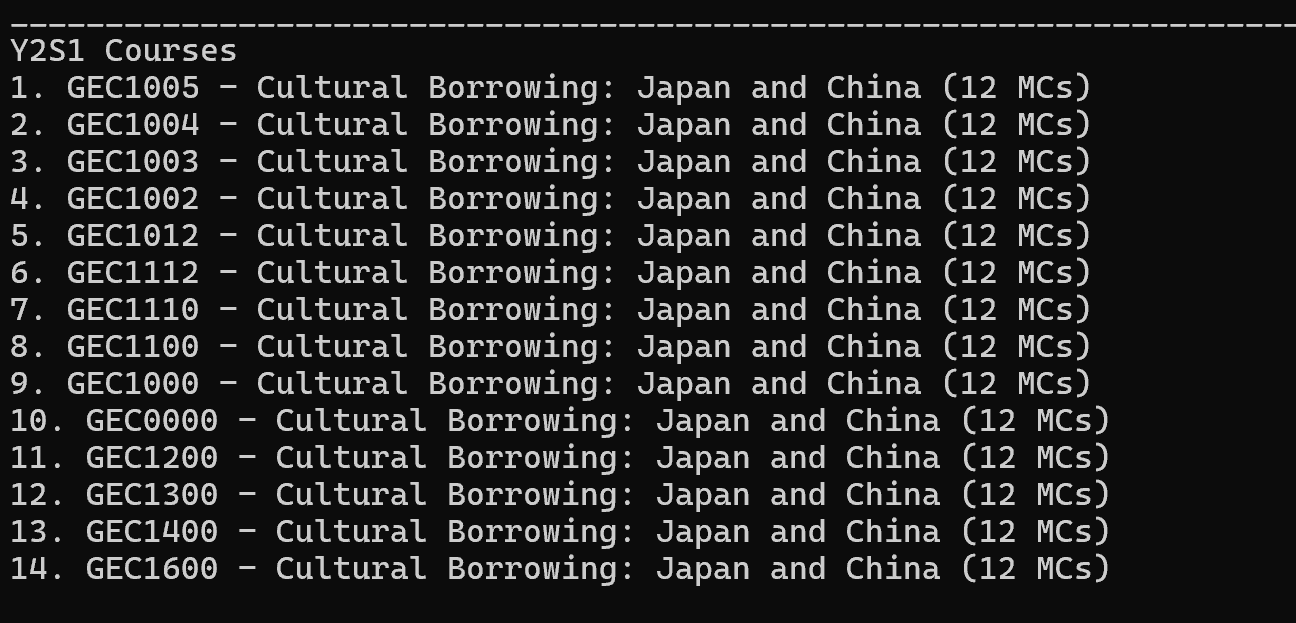 Y2S1 Courses
1. GEC1005 - Cultural Borrowing: Japan and China (12 MCs)
2. GEC1004 - Cultural Borrowing: Japan and China (12 MCs)
3. GEC1003 - Cultural Borrowing: Japan and China (12 MCs)
4. GEC1002 - Cultural Borrowing: Japan and China (12 MCs)
5. GEC1012 - Cultural Borrowing: Japan and China (12 MCs)
6. GEC1112 - Cultural Borrowing: Japan and China (12 MCs)
7. GEC1110 - Cultural Borrowing: Japan and China (12 MCs)
8. GEC1100 - Cultural Borrowing: Japan and China (12 MCs)
9. GEC1000 - Cultural Borrowing: Japan and China (12 MCs)
10. GEC0000 - Cultural Borrowing: Japan and China (12 MCs)
11. GEC1200 - Cultural Borrowing: Japan and China (12 MCs)
12. GEC1300 - Cultural Borrowing: Japan and China (12 MCs)
13. GEC1400 - Cultural Borrowing: Japan and China (12 MCs)
14. GEC1600 - Cultural Borrowing: Japan and China (12 MCs)